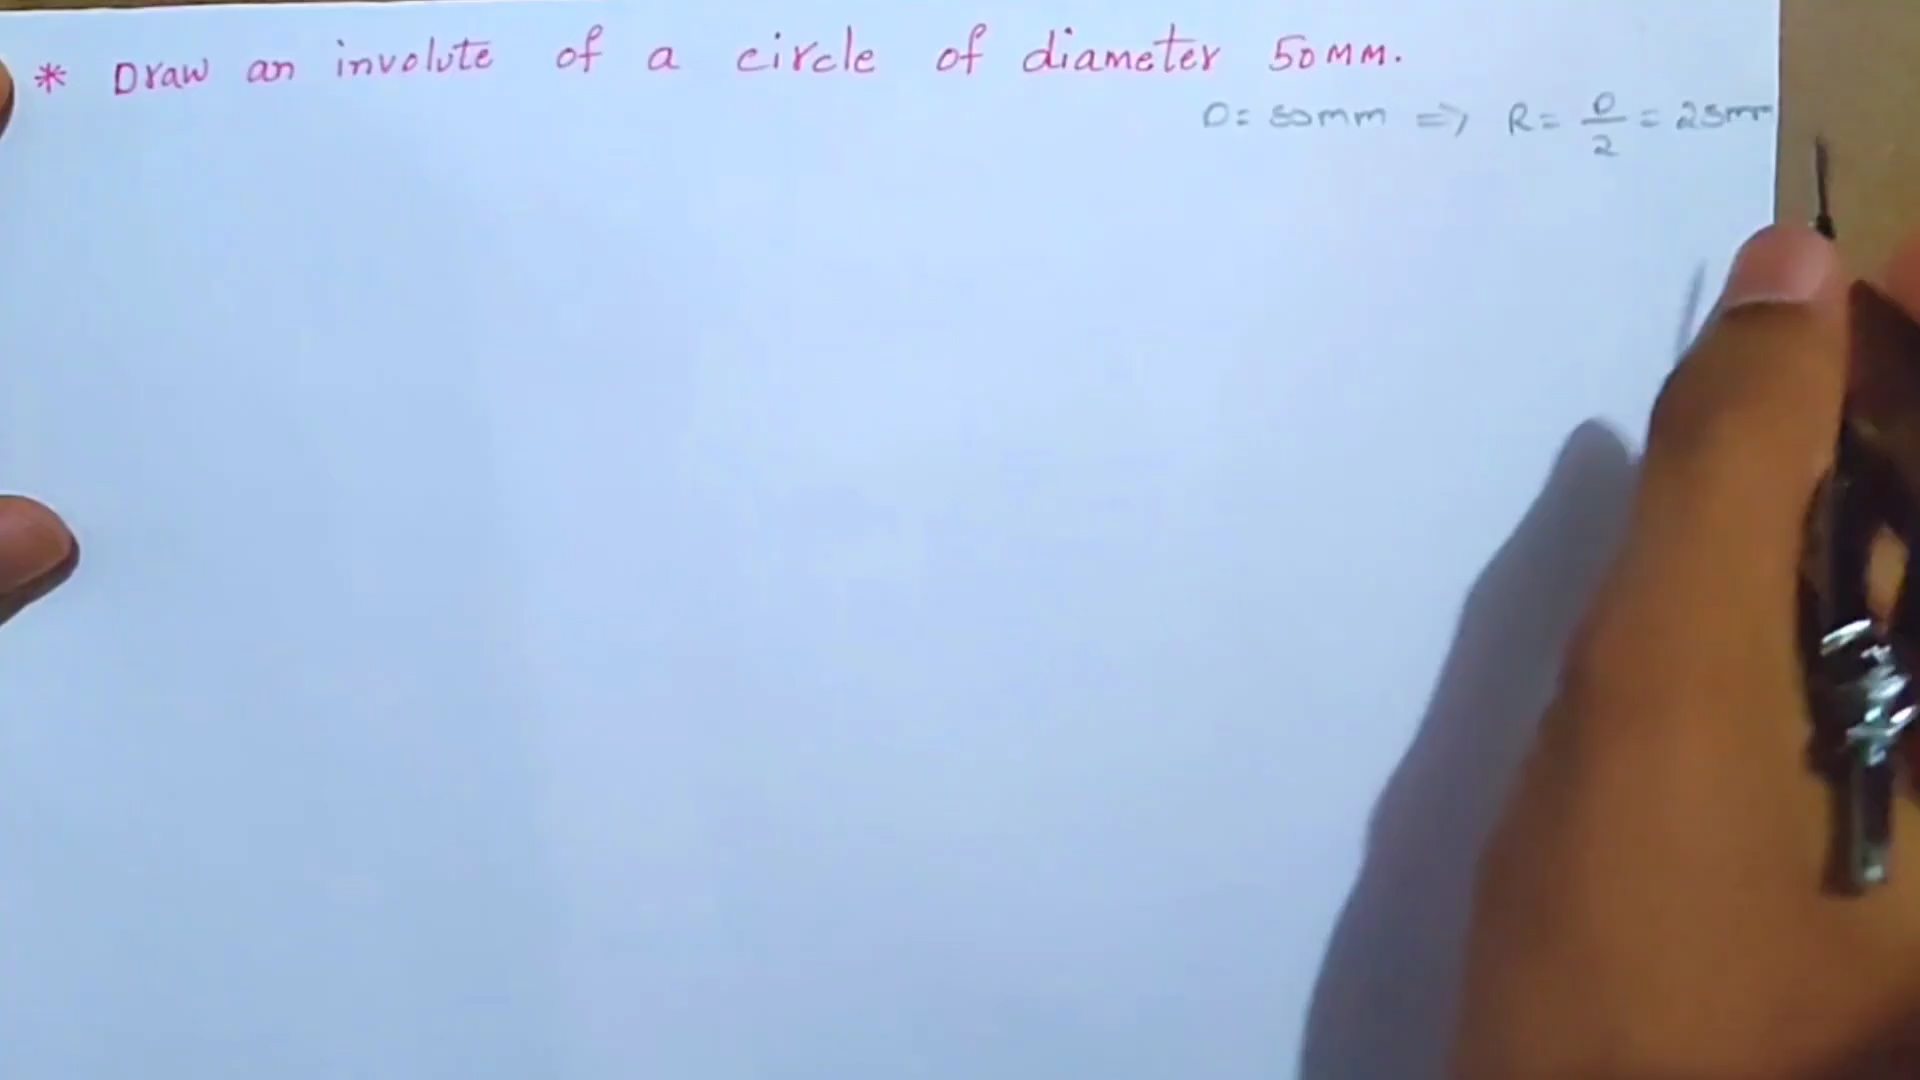 * Draw an involute of a circle of diameter 50MM.
D = 50mm => R = D/2 = 25mm